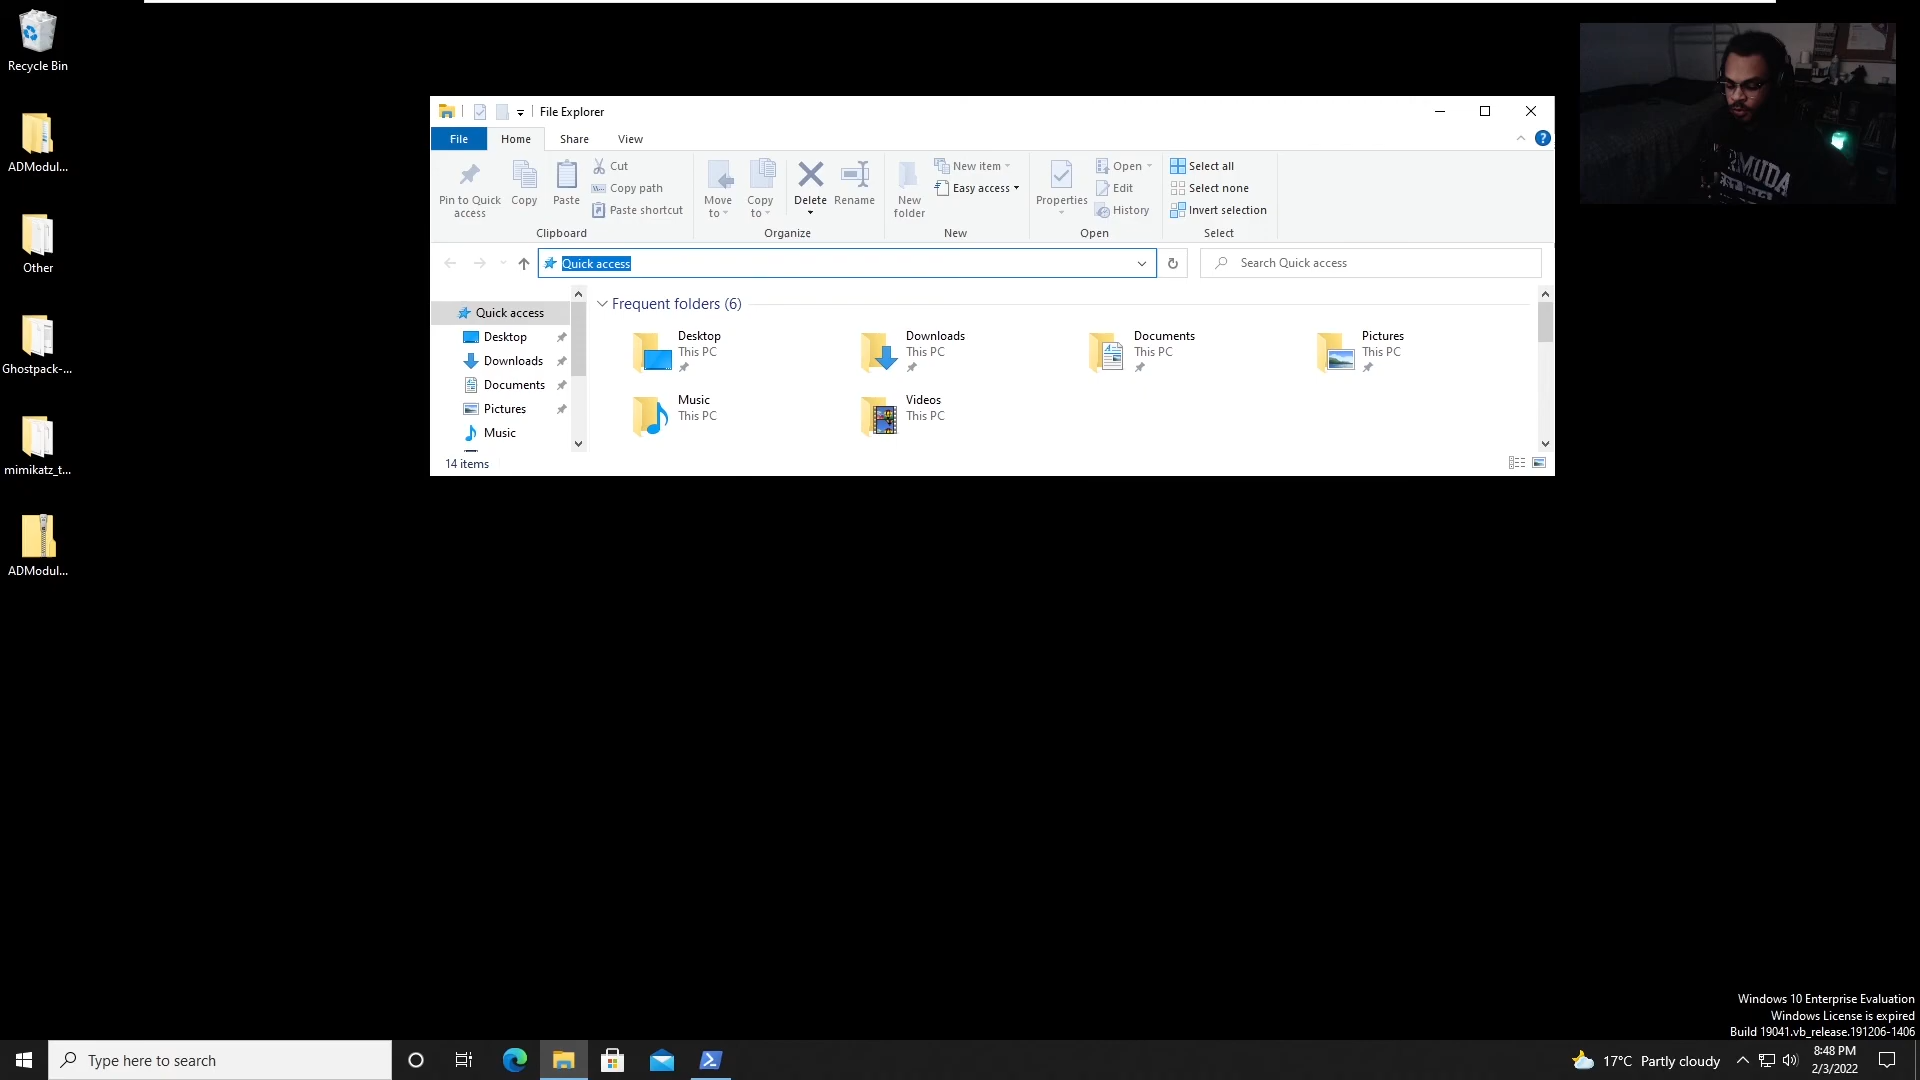 Recycle Bin
ADModul...
Other
Ghostpack-...
mimikatz_t...
ADModul...
File Explorer
File
Home
Share
View
Pin to Quick
access
Copy
Paste
Cut
Copy path
Paste shortcut
Clipboard
Move
to
Copy
to
Delete
Rename
Organize
New
folder
New item
Easy access
New
Properties
Open
Edit
History
Open
Select all
Select none
Invert selection
Select
Quick access
Search Quick access
Quick access
Desktop
Downloads
Documents
Pictures
Music
Frequent folders (6)
Desktop
This PC
Downloads
This PC
Documents
This PC
Pictures
This PC
Music
This PC
Videos
This PC
14 items
Windows 10 Enterprise Evaluation
Windows License is expired
Build 19041.vb_release.191206-1406
Type here to search
17°C Partly cloudy
8:48 PM
2/3/2022